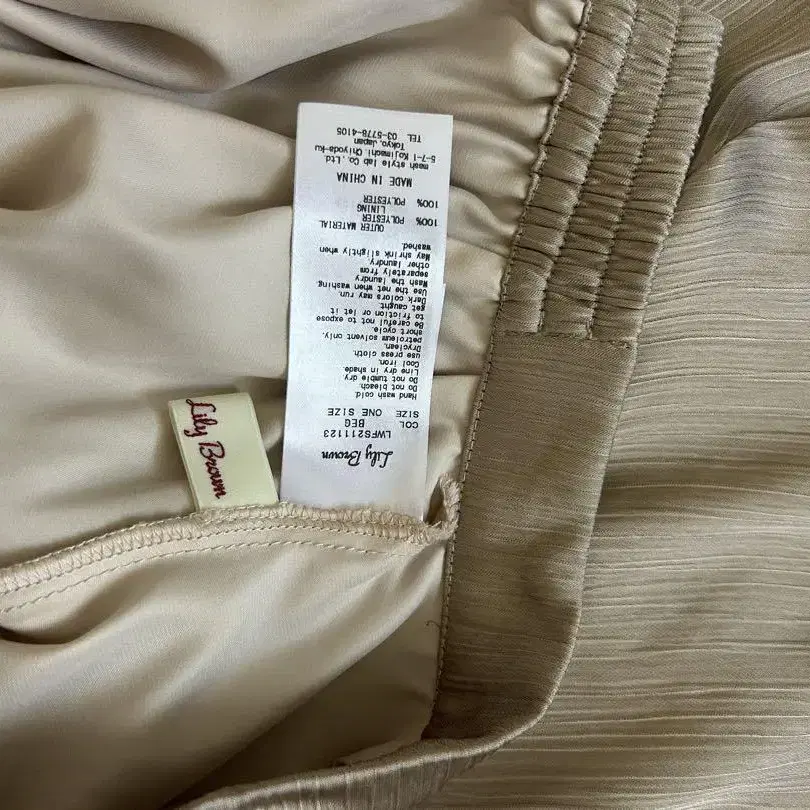 Lily Brown
LWFS211123
COL BEG
SIZE ONE SIZE
Hand wash cold.
Do not bleach.
Do not tumble dry
Line dry in shade.
Cool iron.
use press cloth.
Dryclean.
petroleum solvent only.
short cycle.
Be careful not to expose
to friction or let it
get caught.
Dark colors may run.
Use the net when washing
Wash the laundry
separately from
other laundry.
May shrink slightly when
washed.
OUTER MATERIAL
100% POLYESTER
LINING
100% POLYESTER
MADE IN CHINA
mash style lab Co., Ltd.
5-7-1 Kojimachi, Chiyoda-ku
Tokyo, Japan
TEL 03-5778-4105
Lily Brown